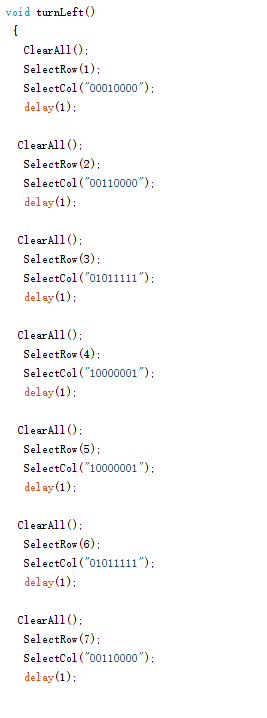 void turnLeft()
{
ClearAll();
SelectRow(1);
SelectCol("00010000");
delay(1);
ClearAll();
SelectRow(2);
SelectCol("00110000");
delay(1);
ClearAll();
SelectRow(3);
SelectCol("01011111");
delay(1);
ClearAll();
SelectRow(4);
SelectCol("10000001");
delay(1);
ClearAll();
SelectRow(5);
SelectCol("10000001");
delay(1);
ClearAll();
SelectRow(6);
SelectCol("01011111");
delay(1);
ClearAll();
SelectRow(7);
SelectCol("00110000");
delay(1);